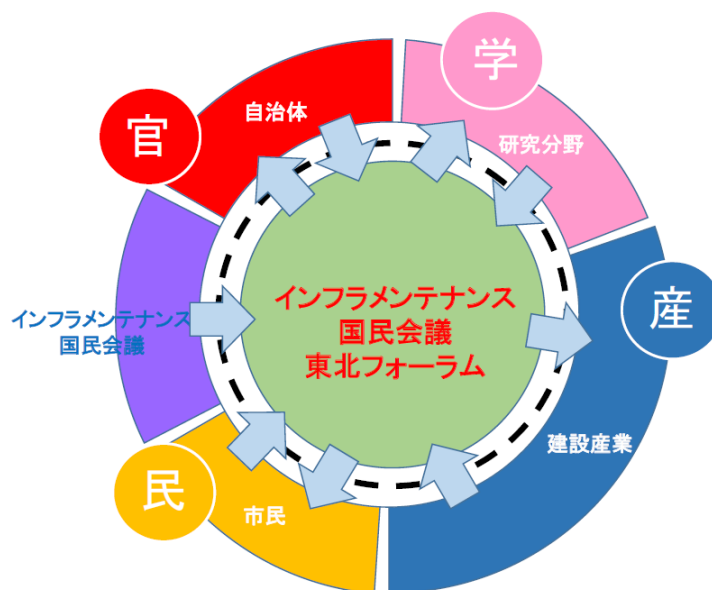 学
官
自治体
研究分野
産
インフラメンテナンス
国民会議
インフラメンテナンス
国民会議
東北フォーラム
建設産業
民
市民